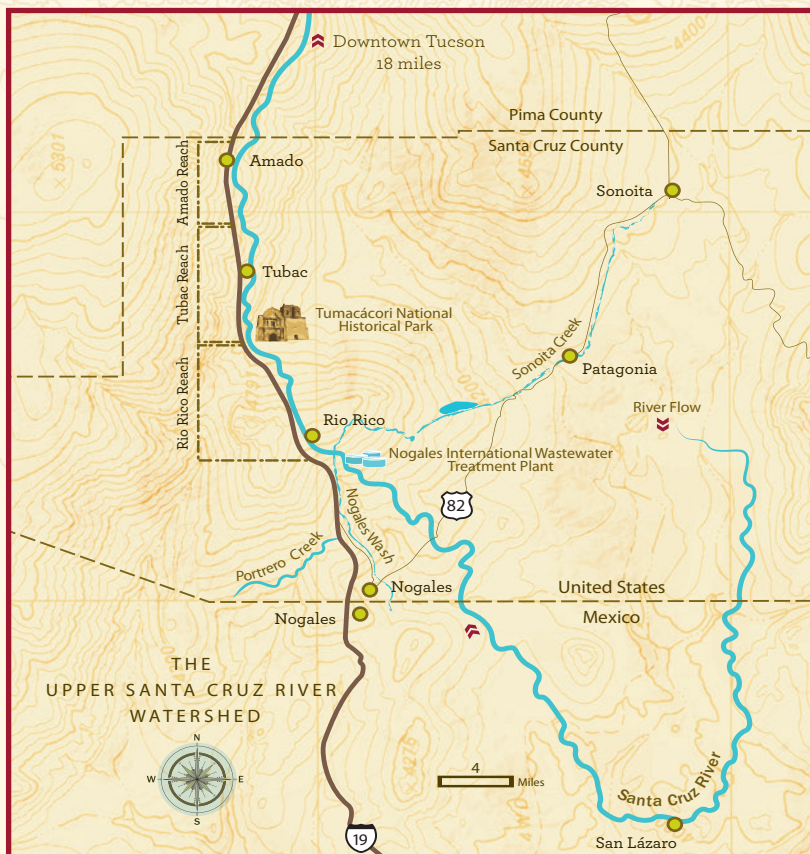 Downtown Tucson
18 miles
4400
Pima County
Santa Cruz County
x 6301
Amado Reach
Amado
Sonoita
Tubac Reach
Tubac
Tumacácori National
Historical Park
Sonoita Creek
Patagonia
Rio Rico Reach
Rio Rico
River Flow
Nogales International Wastewater
Treatment Plant
82
Nogales Wash
Portrero Creek
Nogales
United States
Nogales
Mexico
THE
UPPER SANTA CRUZ RIVER
WATERSHED
N
W
E
S
x 4276
4
Miles
4WD
Santa Cruz River
San Lázaro
19